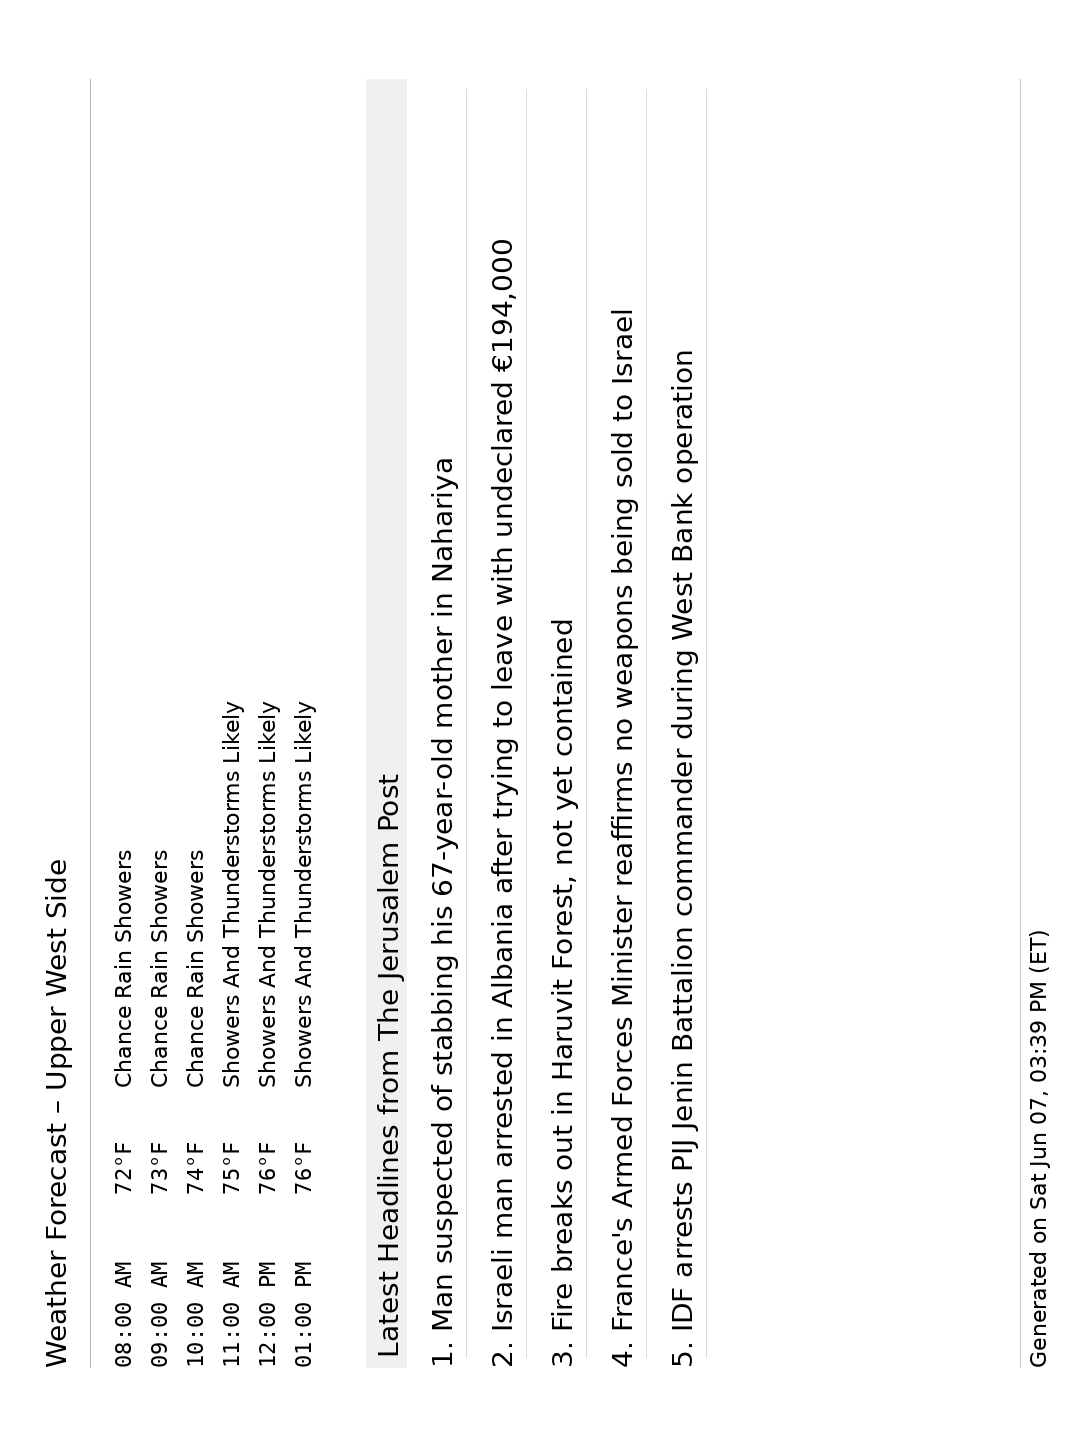 Weather Forecast – Upper West Side
08:00 AM 72°F Chance Rain Showers
09:00 AM 73°F Chance Rain Showers
10:00 AM 74°F Chance Rain Showers
11:00 AM 75°F Showers And Thunderstorms Likely
12:00 PM 76°F Showers And Thunderstorms Likely
01:00 PM 76°F Showers And Thunderstorms Likely
Latest Headlines from The Jerusalem Post
1. Man suspected of stabbing his 67-year-old mother in Nahariya
2. Israeli man arrested in Albania after trying to leave with undeclared €194,000
3. Fire breaks out in Haruvit Forest, not yet contained
4. France's Armed Forces Minister reaffirms no weapons being sold to Israel
5. IDF arrests PIJ Jenin Battalion commander during West Bank operation
Generated on Sat Jun 07, 03:39 PM (ET)